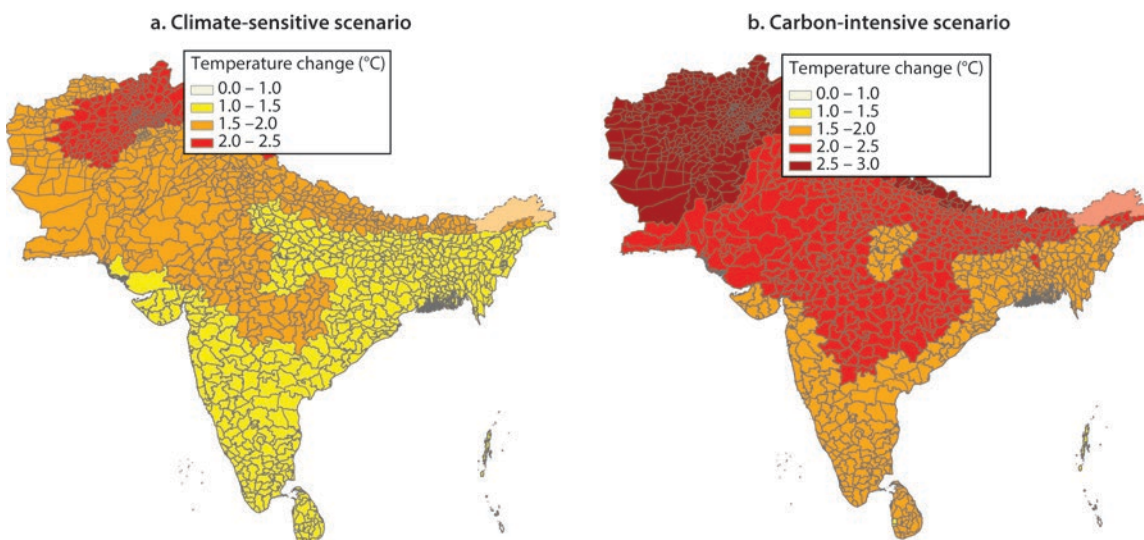 a. Climate-sensitive scenario
Temperature change (°C)
0.0 – 1.0
1.0 – 1.5
1.5 –2.0
2.0 – 2.5
b. Carbon-intensive scenario
Temperature change (°C)
0.0 – 1.0
1.0 – 1.5
1.5 –2.0
2.0 – 2.5
2.5 – 3.0